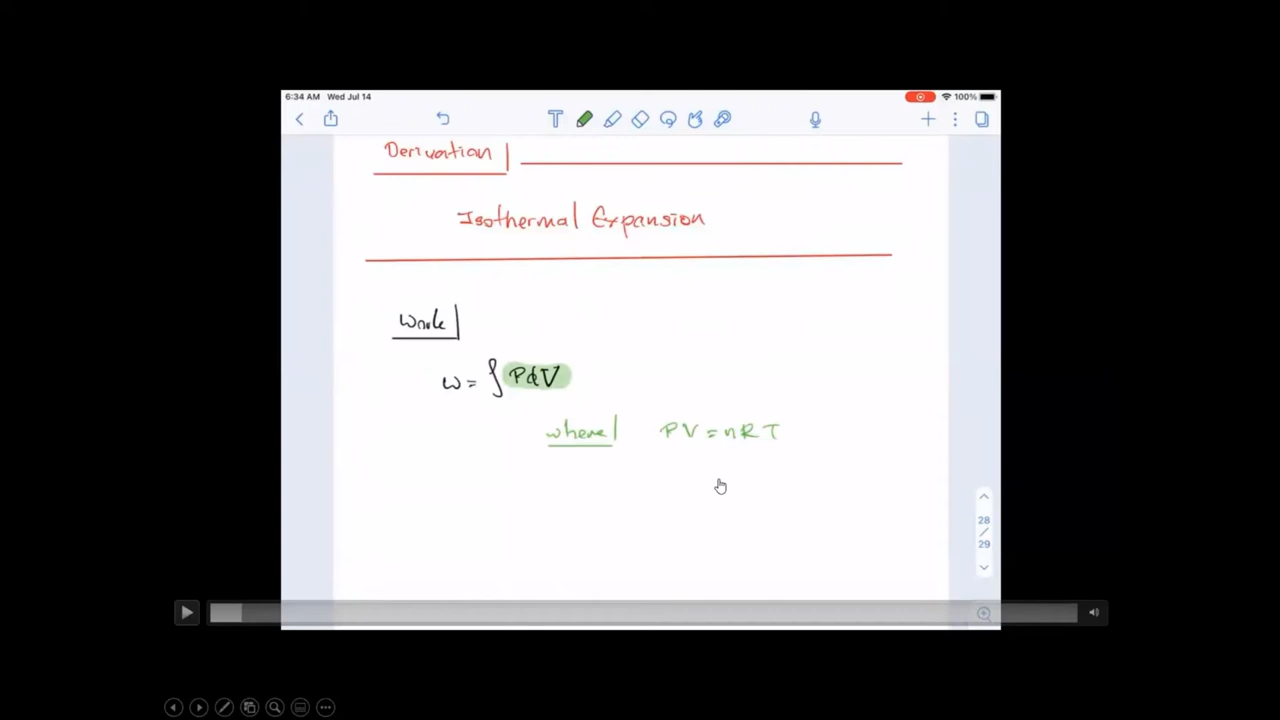 6:34 AM Wed Jul 14
100%
Derivation
Isothermal Expansion
Work
w = ∫ PdV
where PV = nRT
28
/
29